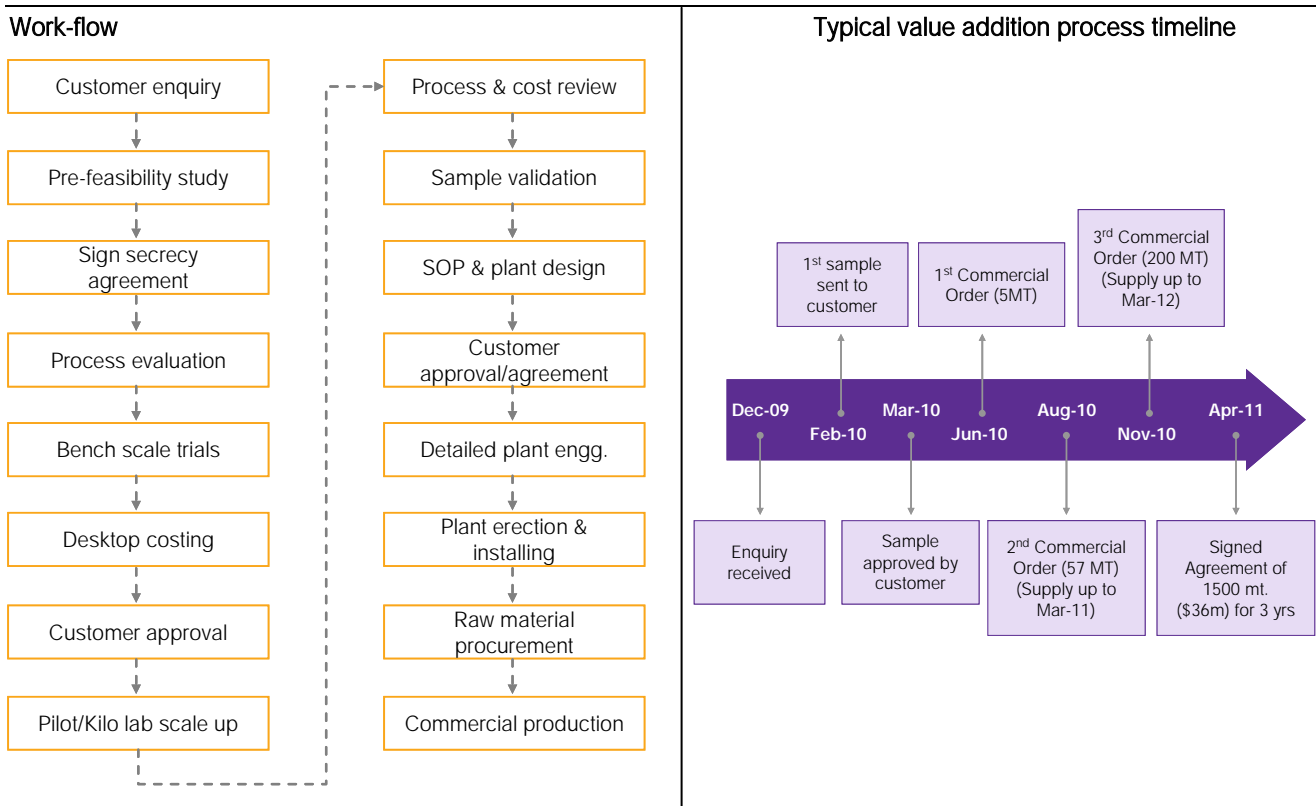 Work-flow
Customer enquiry
Pre-feasibility study
Sign secrecy
agreement
Process evaluation
Bench scale trials
Desktop costing
Customer approval
Pilot/Kilo lab scale up
Process & cost review
Sample validation
SOP & plant design
Customer
approval/agreement
Detailed plant engg.
Plant erection &
installing
Raw material
procurement
Commercial production
Typical value addition process timeline
1st sample
sent to
customer
1st Commercial
Order (5MT)
3rd Commercial
Order (200 MT)
(Supply up to
Mar-12)
Dec-09
Feb-10
Mar-10
Jun-10
Aug-10
Nov-10
Apr-11
Enquiry
received
Sample
approved by
customer
2nd Commercial
Order (57 MT)
(Supply up to
Mar-11)
Signed
Agreement of
1500 mt.
($36m) for 3 yrs